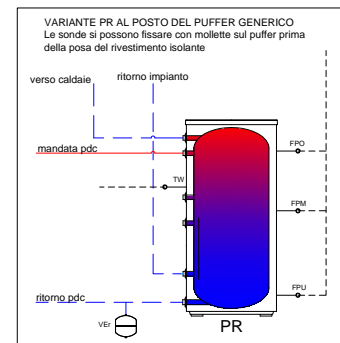 VARIANTE PR AL POSTO DEL PUFFER GENERICO
Le sonde si possono fissare con mollette sul puffer prima
della posa del rivestimento isolante
verso caldaie
ritorno impianto
mandata pdc
FPO
TW
FPM
FPU
ritorno pdc
VEr
PR